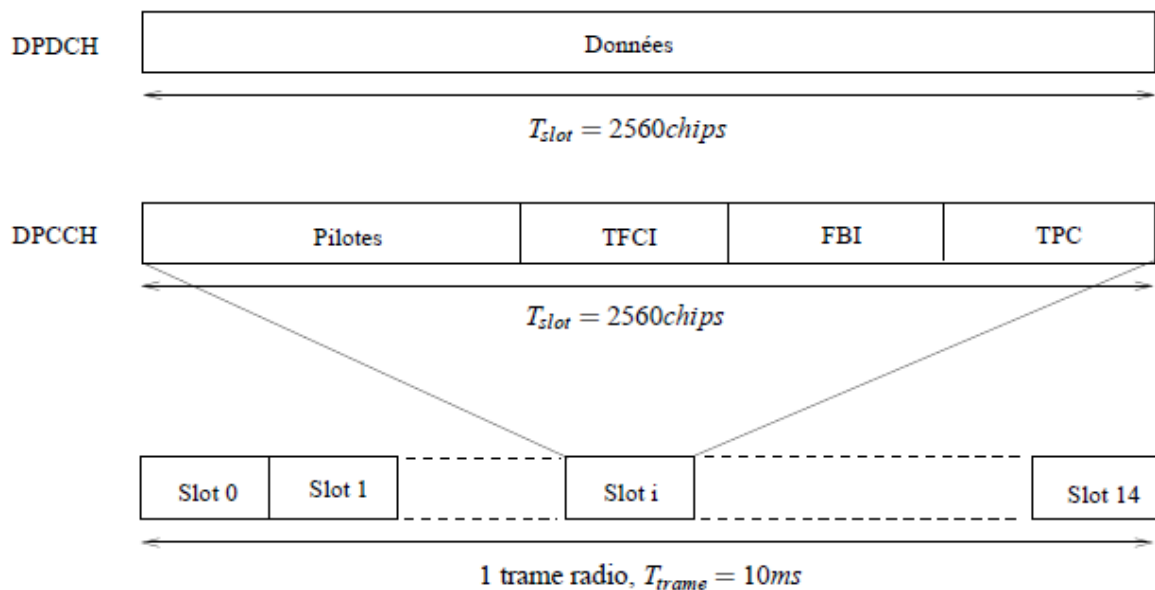 DPDCH Données
T_slot = 2560chips
DPCCH Pilotes TFCI FBI TPC
T_slot = 2560chips
Slot 0 Slot 1 Slot i Slot 14
1 trame radio, T_trame = 10ms